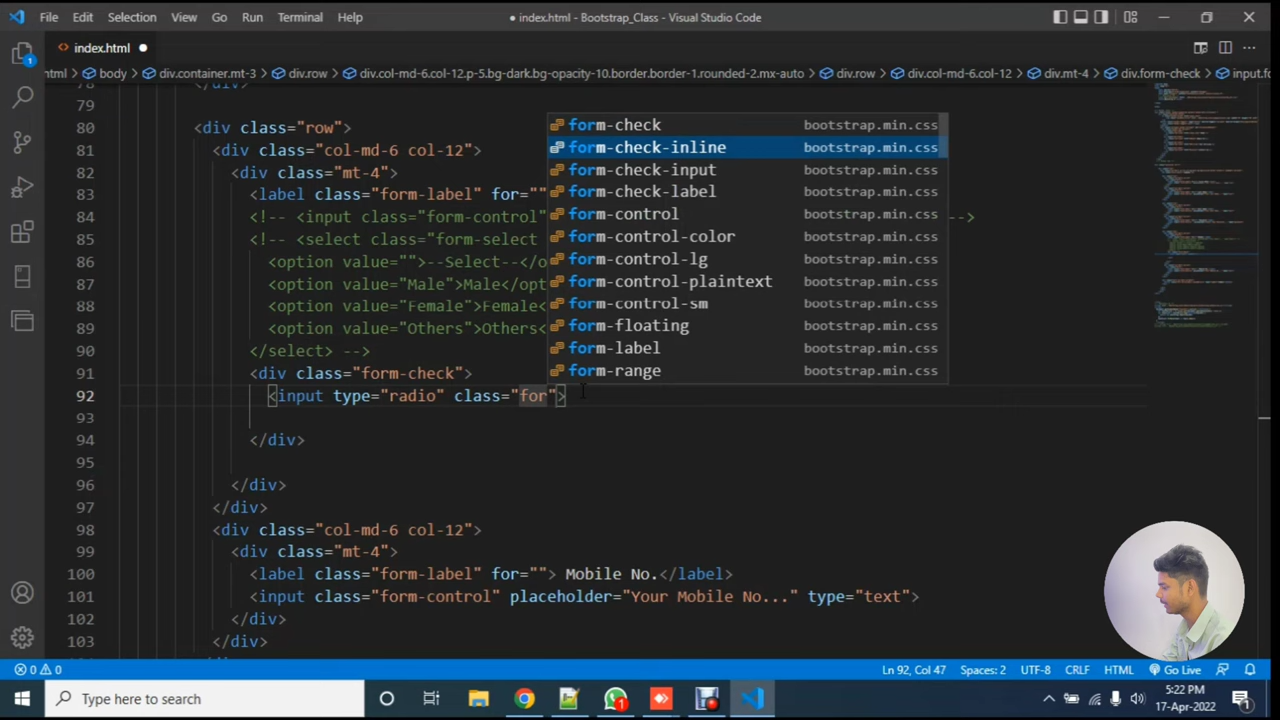 File Edit Selection View Go Run Terminal Help
● index.html - Bootstrap_Class - Visual Studio Code
index.html
html > body > div.container.mt-3 > div.row > div.col-md-6.col-12.p-5.bg-dark.bg-opacity-10.border.border-1.rounded-2.mx-auto > div.row > div.col-md-6.col-12 > div.mt-4 > div.form-check > input.fo
78 </div>
79
80 <div class="row">
81 <div class="col-md-6 col-12">
82 <div class="mt-4">
83 <label class="form-label" for=""
84 <!-- <input class="form-control" -->
85 <!-- <select class="form-select
86 <option value="">--Select--</o
87 <option value="Male">Male</opt
88 <option value="Female">Female<
89 <option value="Others">Others<
90 </select> -->
91 <div class="form-check">
92 <input type="radio" class="for">
93
94 </div>
95
96 </div>
97 </div>
98 <div class="col-md-6 col-12">
99 <div class="mt-4">
100 <label class="form-label" for=""> Mobile No.</label>
101 <input class="form-control" placeholder="Your Mobile No..." type="text">
102 </div>
103 </div>
form-check bootstrap.min.css
form-check-inline bootstrap.min.css
form-check-input bootstrap.min.css
form-check-label bootstrap.min.css
form-control bootstrap.min.css
form-control-color bootstrap.min.css
form-control-lg bootstrap.min.css
form-control-plaintext bootstrap.min.css
form-control-sm bootstrap.min.css
form-floating bootstrap.min.css
form-label bootstrap.min.css
form-range bootstrap.min.css
0 0 Ln 92, Col 47 Spaces: 2 UTF-8 CRLF HTML Go Live
Type here to search
5:22 PM
17-Apr-2022